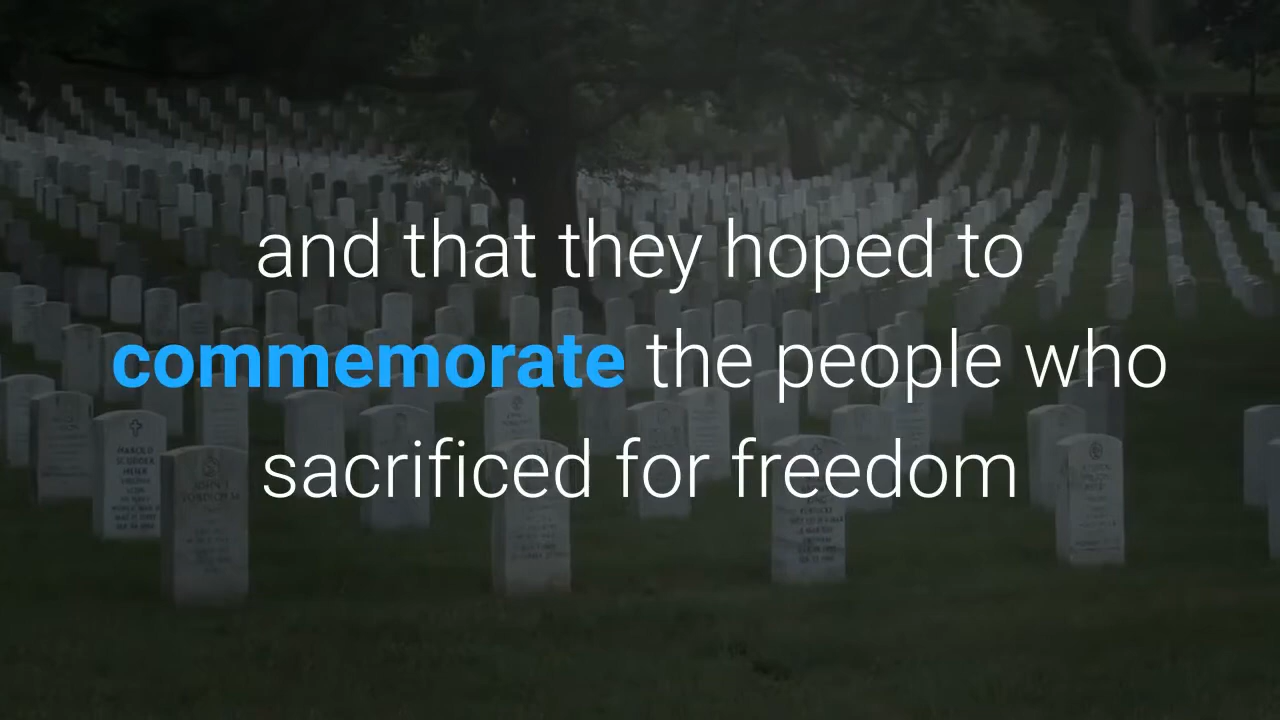 and that they hoped to
commemorate the people who
sacrificed for freedom